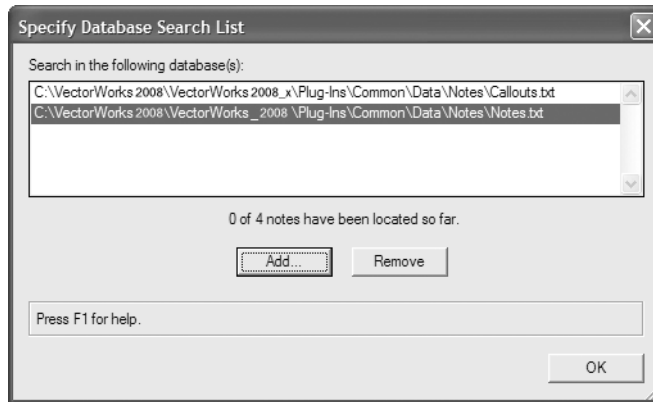 Specify Database Search List
Search in the following database(s):
C:\VectorWorks 2008\VectorWorks 2008_x\Plug-Ins\Common\Data\Notes\Callouts.txt
C:\VectorWorks 2008\VectorWorks_2008 \Plug-Ins\Common\Data\Notes\Notes.txt
0 of 4 notes have been located so far.
Add... Remove
Press F1 for help.
OK